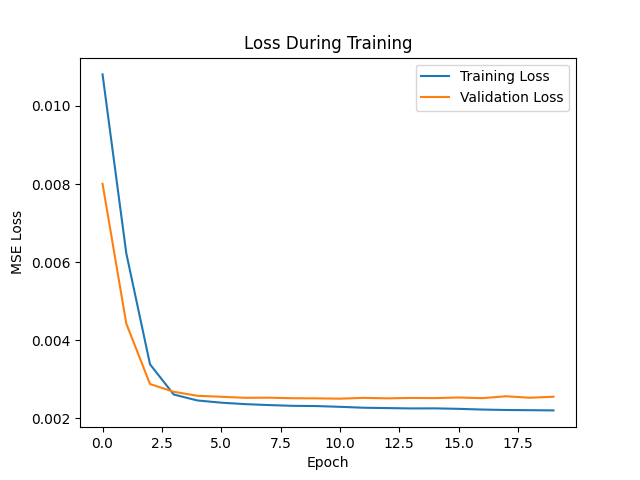 Loss During Training
Training Loss
Validation Loss
MSE Loss
0.010
0.008
0.006
0.004
0.002
0.0 2.5 5.0 7.5 10.0 12.5 15.0 17.5
Epoch